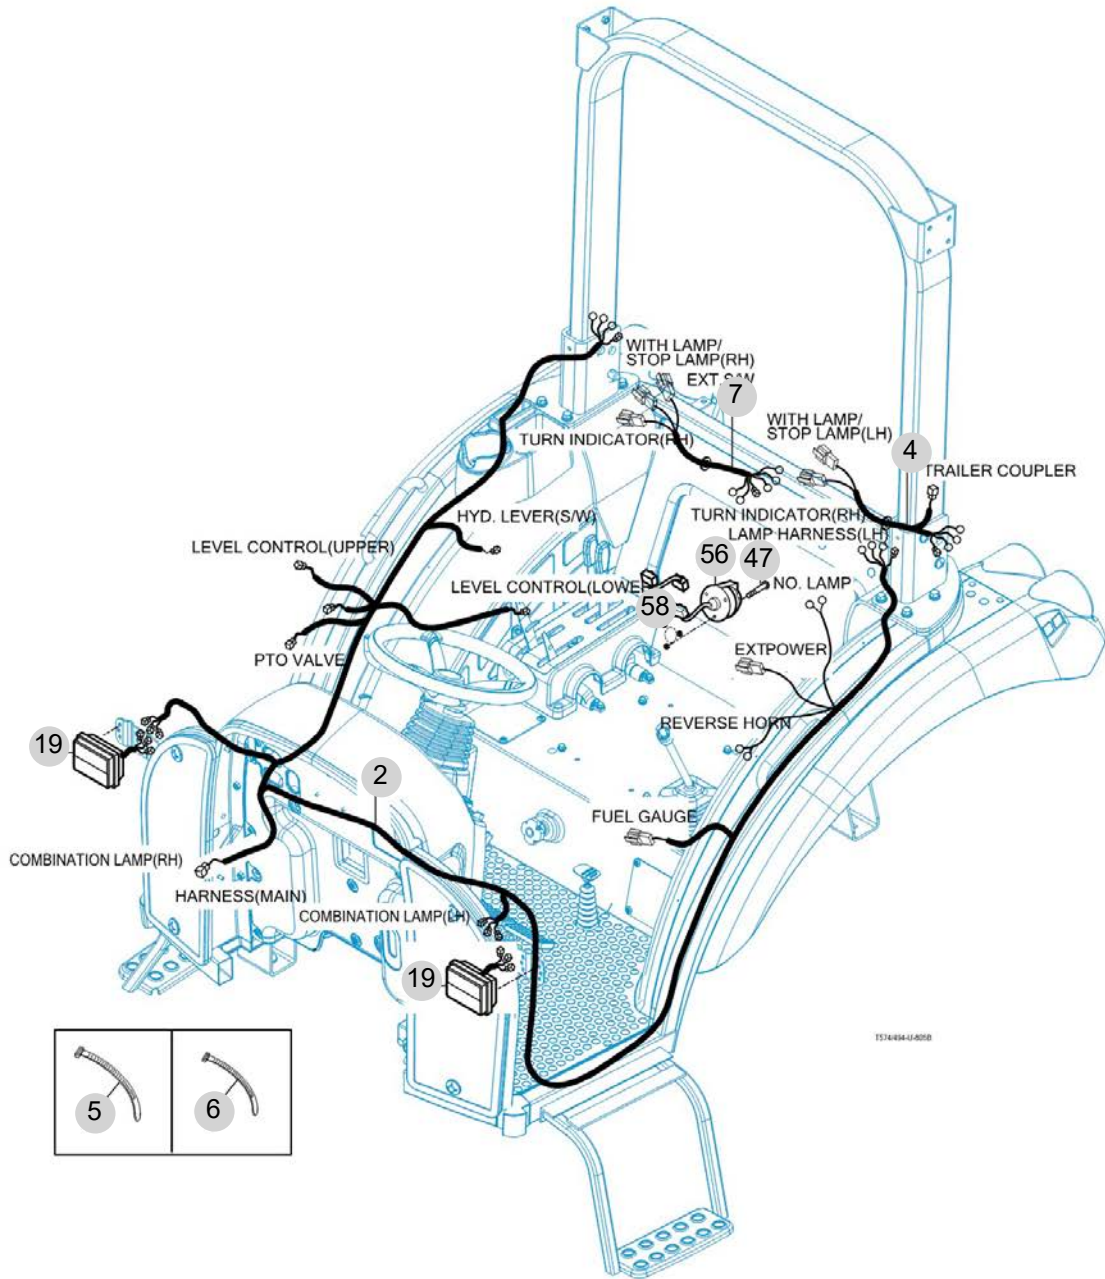 WITH LAMP/
STOP LAMP(RH)
EXT S/W
7
WITH LAMP/
STOP LAMP(LH)
TURN INDICATOR(RH)
4
TRAILER COUPLER
HYD. LEVER(S/W)
TURN INDICATOR(RH)
LAMP HARNESS(LH)
LEVEL CONTROL(UPPER)
56
47
LEVEL CONTROL(LOWE
58
NO. LAMP
PTO VALVE
EXTPOWER
REVERSE HORN
19
2
FUEL GAUGE
COMBINATION LAMP(RH)
HARNESS(MAIN)
COMBINATION LAMP(LH)
19
5
6